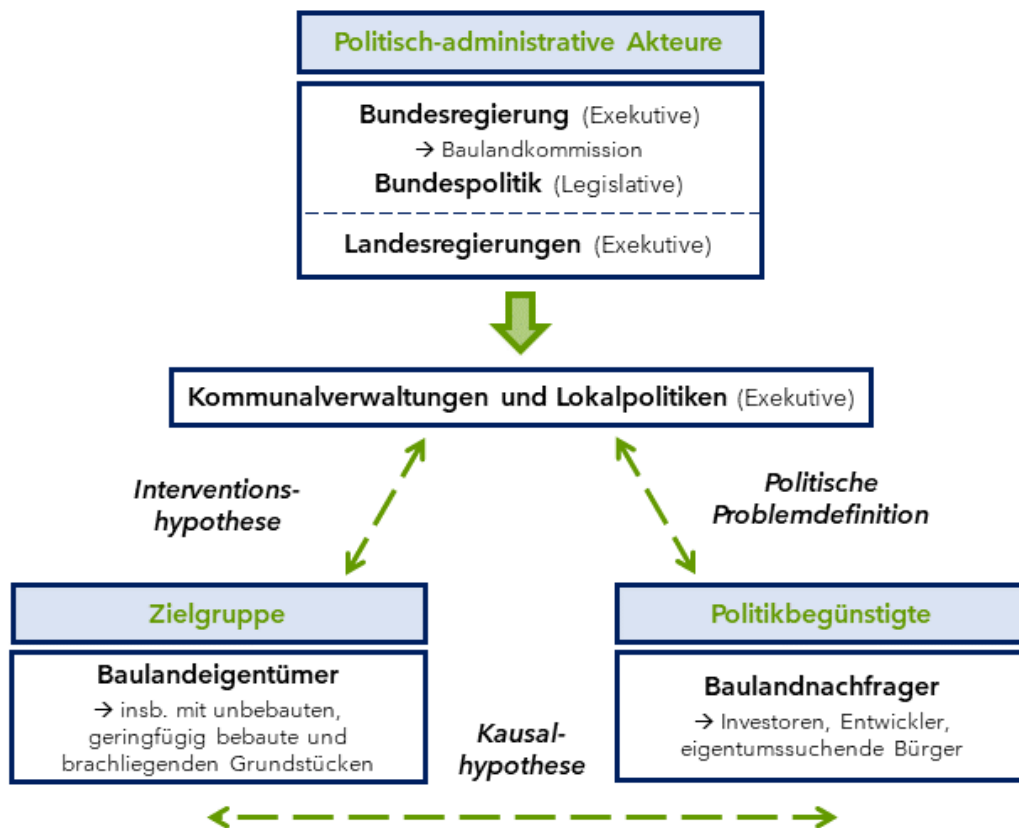 Politisch-administrative Akteure
Bundesregierung (Exekutive)
→ Baulandkommission
Bundespolitik (Legislative)
Landesregierungen (Exekutive)
Kommunalverwaltungen und Lokalpolitiken (Exekutive)
Interventions-
hypothese
Politische
Problemdefinition
Zielgruppe
Baulandeigentümer
→ insb. mit unbebauten,
geringfügig bebaute und
brachliegenden Grundstücken
Politikbegünstigte
Baulandnachfrager
→ Investoren, Entwickler,
eigentumssuchende Bürger
Kausal-
hypothese